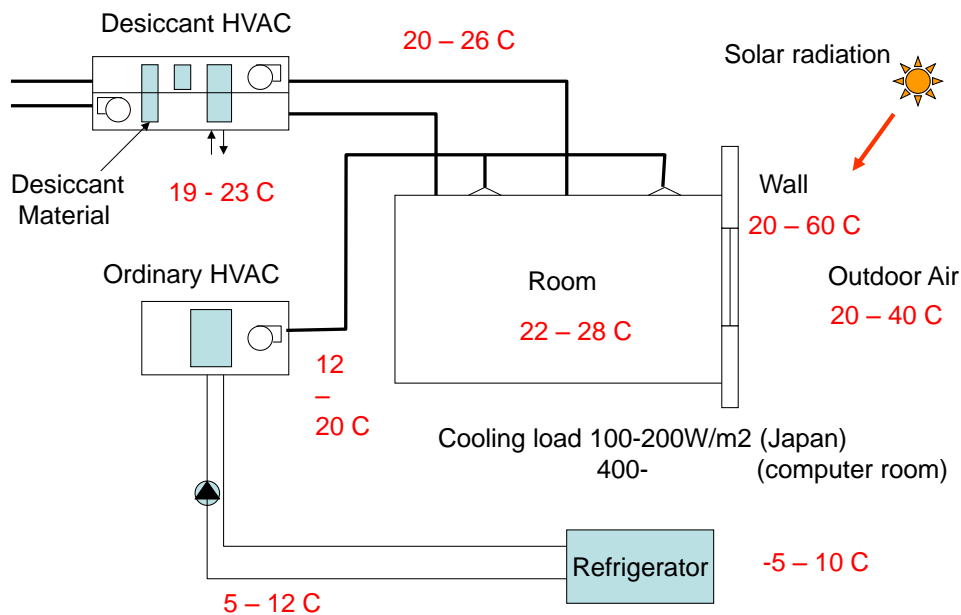 Desiccant HVAC
20 – 26 C
Solar radiation
Desiccant
Material
19 - 23 C
Wall
20 – 60 C
Ordinary HVAC
Room
22 – 28 C
Outdoor Air
20 – 40 C
12
–
20 C
Cooling load 100-200W/m2 (Japan)
400- (computer room)
Refrigerator
-5 – 10 C
5 – 12 C